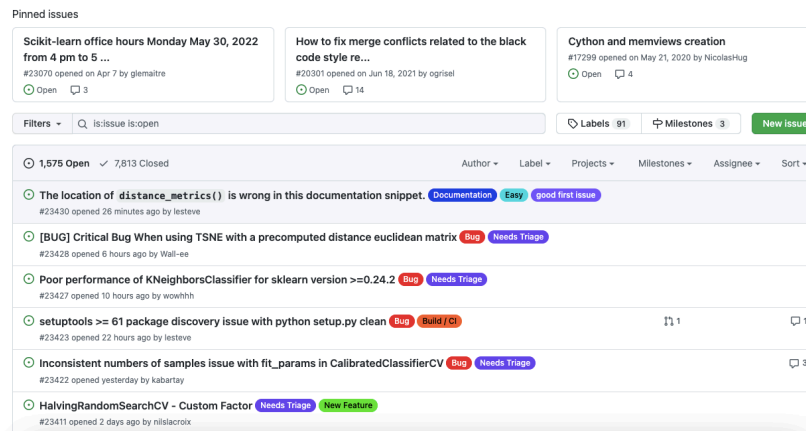 Pinned issues
Scikit-learn office hours Monday May 30, 2022
from 4 pm to 5 ...
#23070 opened on Apr 7 by glemaitre
Open 3
How to fix merge conflicts related to the black
code style re...
#20301 opened on Jun 18, 2021 by ogrisel
Open 14
Cython and memviews creation
#17299 opened on May 21, 2020 by NicolasHug
Open 4
Filters is:issue is:open Labels 91 Milestones 3 New issue
1,575 Open 7,813 Closed Author Label Projects Milestones Assignee Sort
The location of distance_metrics() is wrong in this documentation snippet. Documentation Easy good first issue
#23430 opened 26 minutes ago by lesteve
[BUG] Critical Bug When using TSNE with a precomputed distance euclidean matrix Bug Needs Triage
#23428 opened 6 hours ago by Wall-ee
Poor performance of KNeighborsClassifier for sklearn version >=0.24.2 Bug Needs Triage
#23427 opened 10 hours ago by wowhhh
setuptools >= 61 package discovery issue with python setup.py clean Bug Build / CI 1 1
#23423 opened 22 hours ago by lesteve
Inconsistent numbers of samples issue with fit_params in CalibratedClassifierCV Bug Needs Triage 3
#23422 opened yesterday by kabartay
HalvingRandomSearchCV - Custom Factor Needs Triage New Feature
#23411 opened 2 days ago by nilslacroix